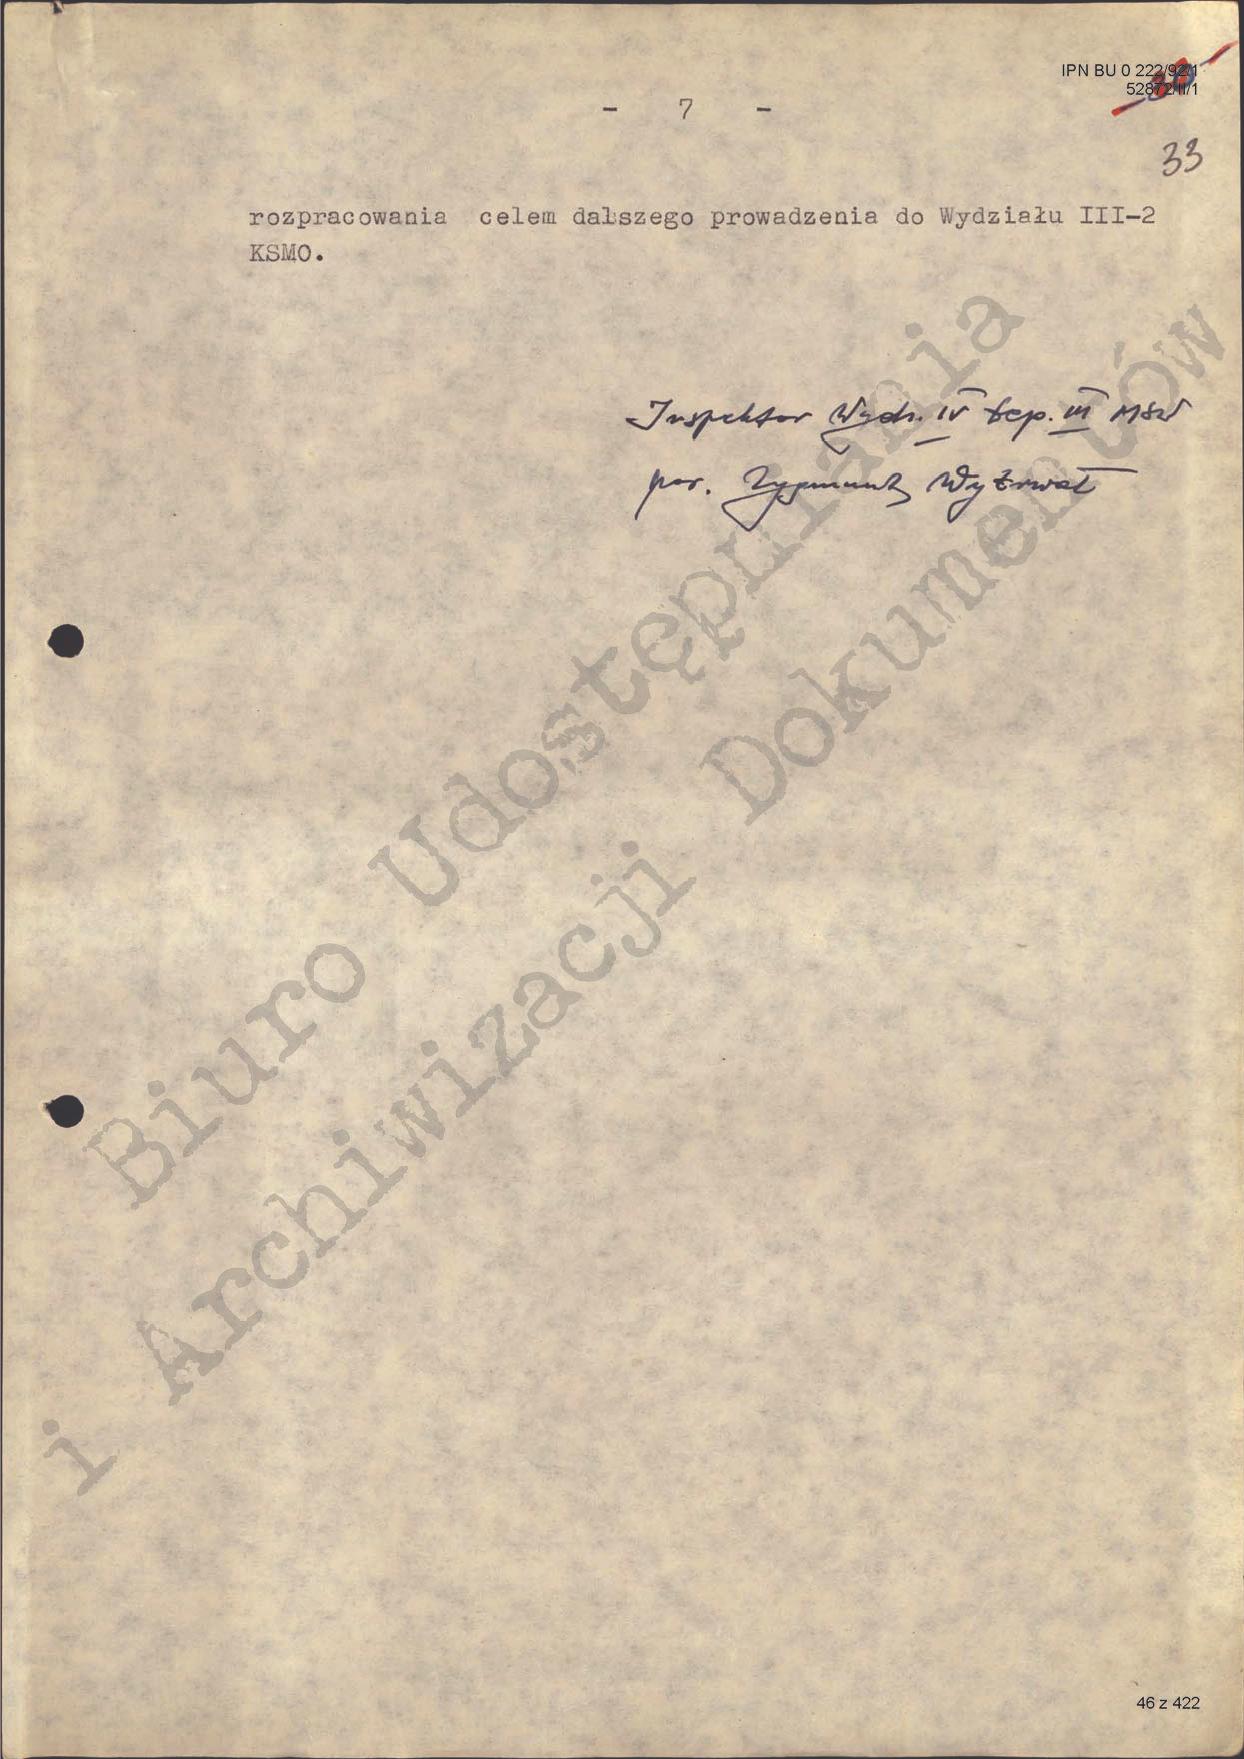 IPN BU 0 222/92/1
52872/II/1
- 7 -
33
rozpracowania celem dalszego prowadzenia do Wydziału III-2
KSMO.
Inspektor Wydz. IV Dep. III MSW
por. Zygmunt Wyżrwał
Biuro Udostępniania
i Archiwizacji Dokumentów
46 z 422